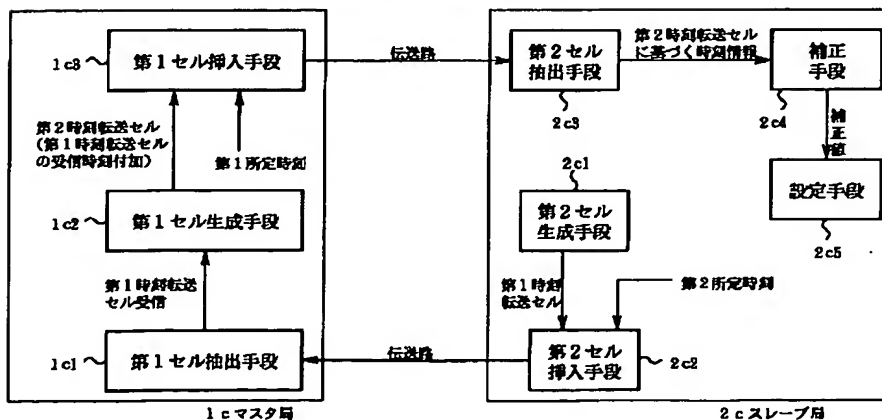 1c3
第1セル挿入手段
伝送路
第2セル
抽出手段
2c3
第2時刻転送セル
に基づく時刻情報
補正
手段
2c4
補正値
第2時刻転送セル
(第1時刻転送セル
の受信時刻付加)
第1所定時刻
1c2
第1セル生成手段
2c1
第2セル
生成手段
設定手段
2c5
第1時刻転送
セル受信
第1時刻
転送セル
第2所定時刻
1c1
第1セル抽出手段
伝送路
第2セル
挿入手段
2c2
1cマスタ局
2cスレーブ局